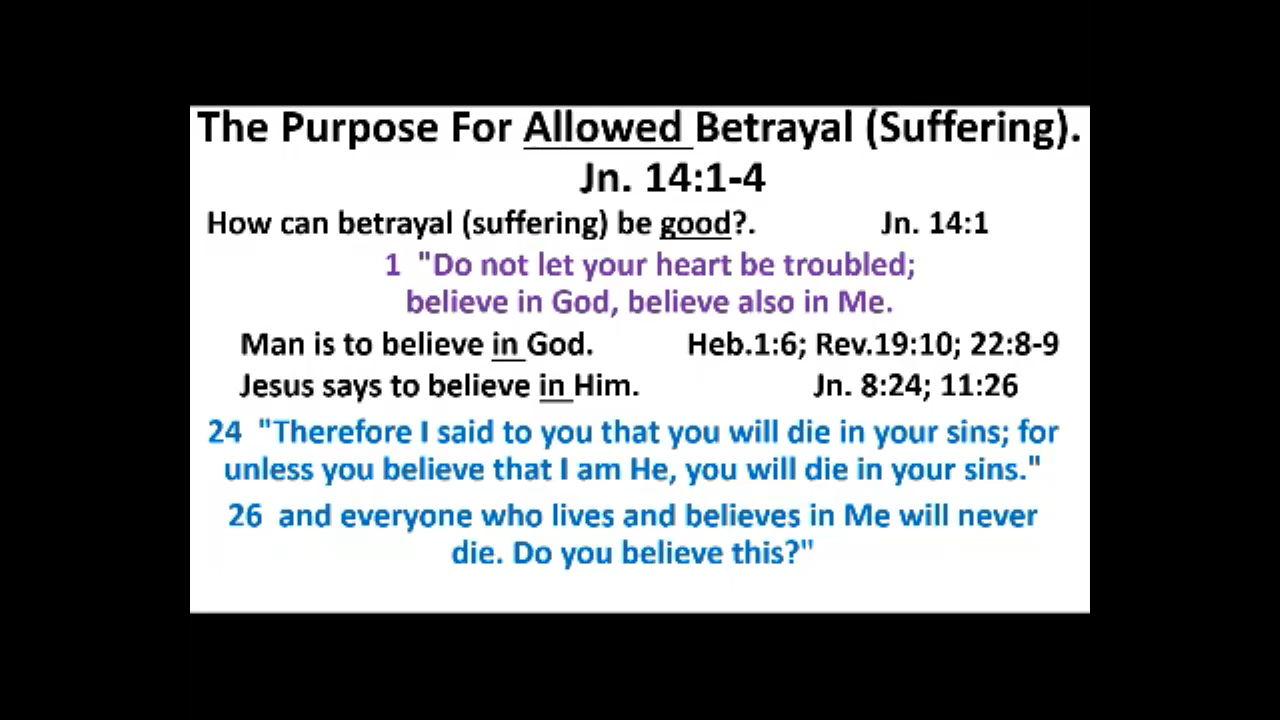 The Purpose For Allowed Betrayal (Suffering).
Jn. 14:1-4
How can betrayal (suffering) be good?. Jn. 14:1
1 "Do not let your heart be troubled;
believe in God, believe also in Me.
Man is to believe in God. Heb.1:6; Rev.19:10; 22:8-9
Jesus says to believe in Him. Jn. 8:24; 11:26
24 "Therefore I said to you that you will die in your sins; for
unless you believe that I am He, you will die in your sins."
26 and everyone who lives and believes in Me will never
die. Do you believe this?"